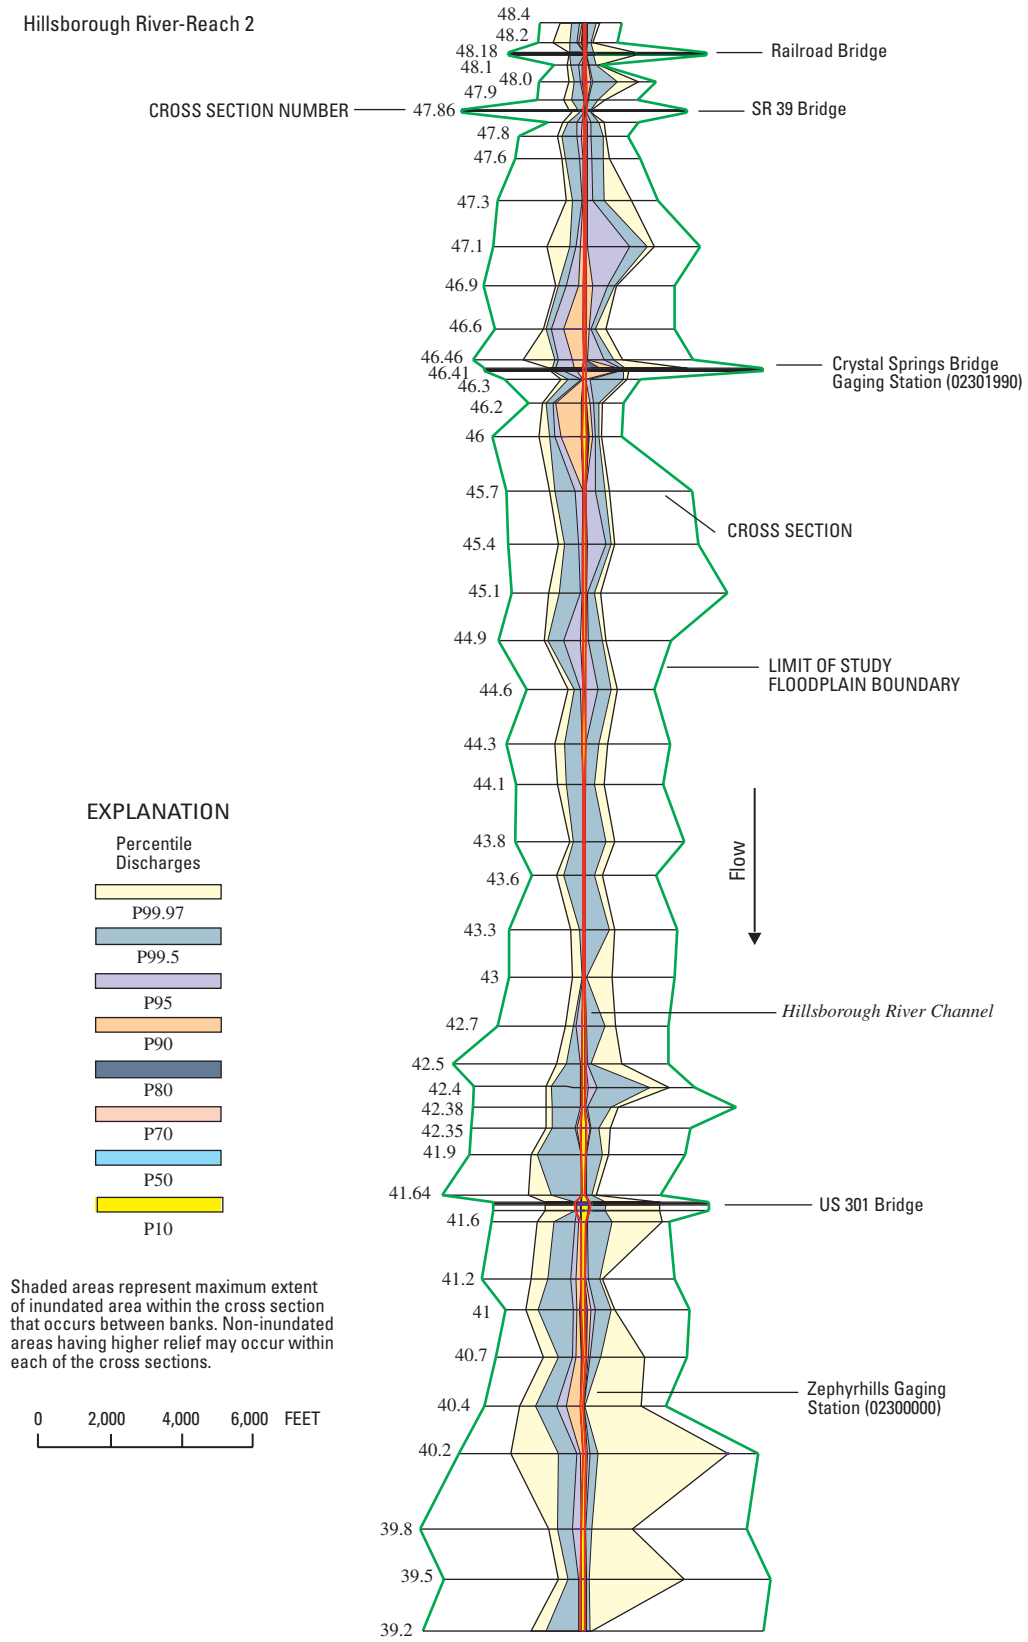 Hillsborough River-Reach 2
48.4
48.2
48.18
Railroad Bridge
48.1
48.0
47.9
CROSS SECTION NUMBER
47.86
SR 39 Bridge
47.8
47.6
47.3
47.1
46.9
46.6
46.46
46.41
Crystal Springs Bridge
Gaging Station (02301990)
46.3
46.2
46
45.7
CROSS SECTION
45.4
45.1
44.9
LIMIT OF STUDY
FLOODPLAIN BOUNDARY
44.6
44.3
44.1
43.8
43.6
Flow
43.3
43
Hillsborough River Channel
42.7
42.5
42.4
42.38
42.35
41.9
41.64
US 301 Bridge
41.6
41.2
41
40.7
Zephyrhills Gaging
Station (02300000)
40.4
40.2
39.8
39.5
39.2
EXPLANATION
Percentile
Discharges
P99.97
P99.5
P95
P90
P80
P70
P50
P10
Shaded areas represent maximum extent
of inundated area within the cross section
that occurs between banks. Non-inundated
areas having higher relief may occur within
each of the cross sections.
0 2,000 4,000 6,000 FEET